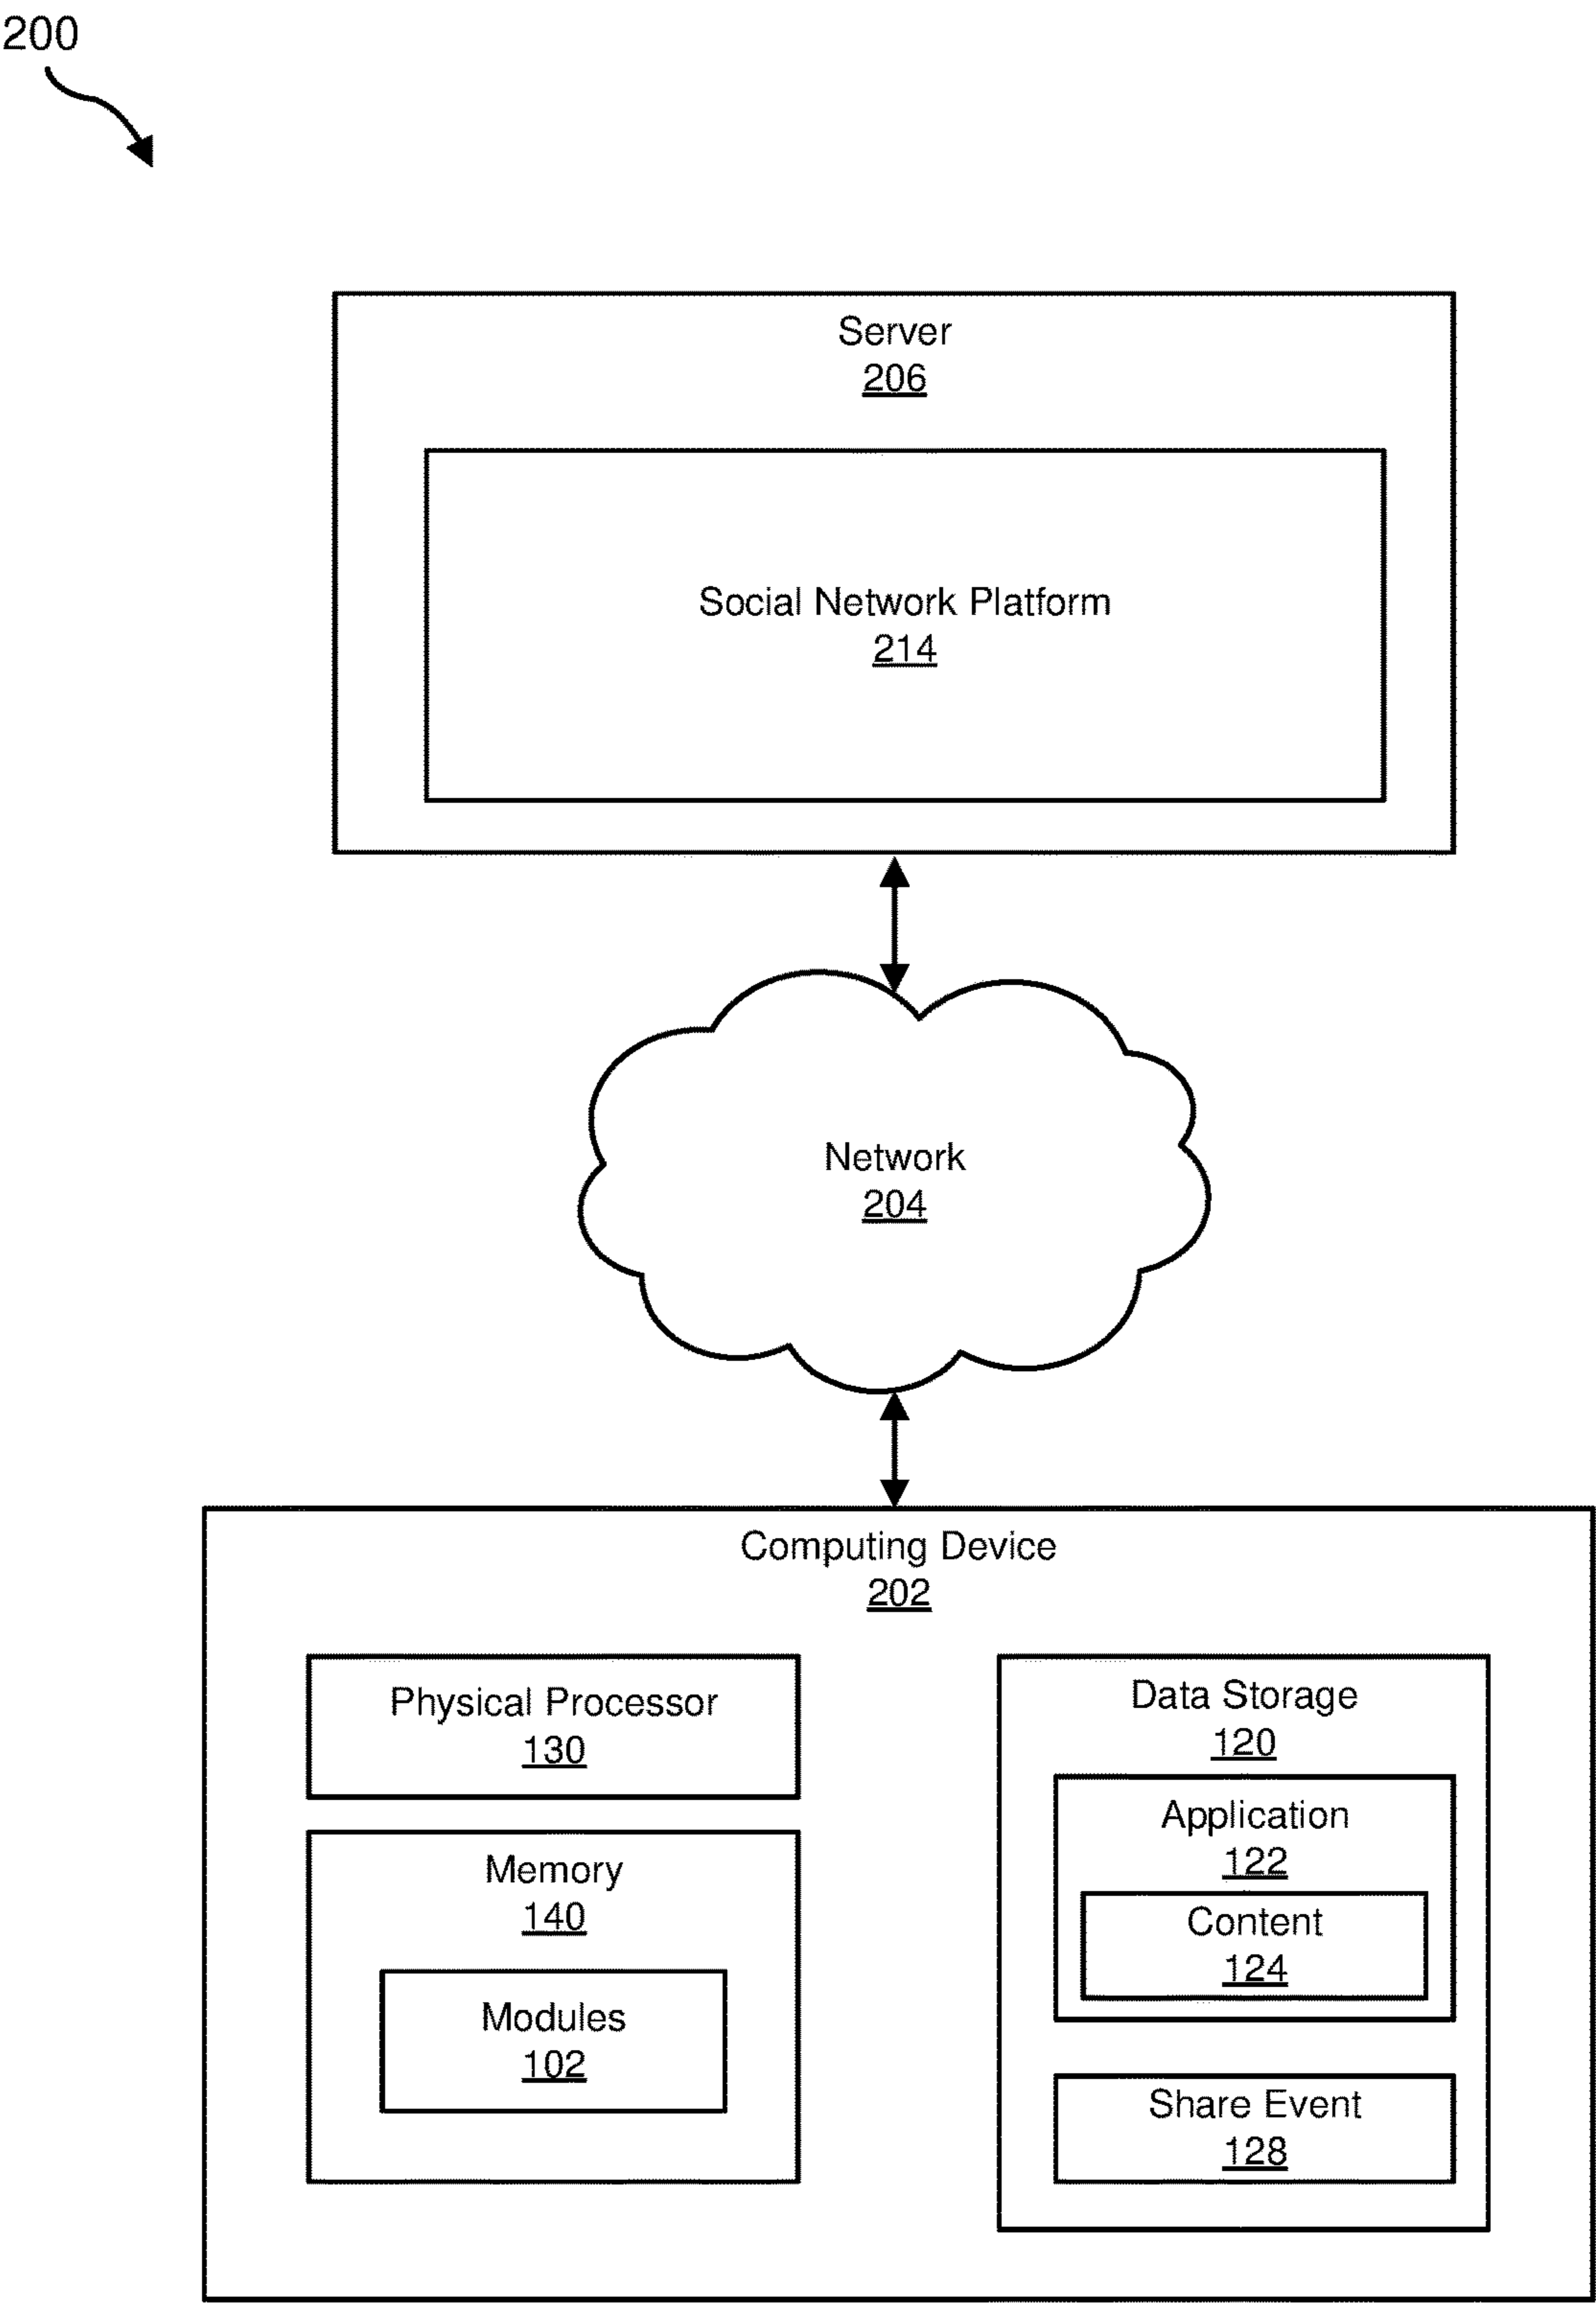 200
Server
206
Social Network Platform
214
Network
204
Computing Device
202
Physical Processor
130
Memory
140
Modules
102
Data Storage
120
Application
122
Content
124
Share Event
128